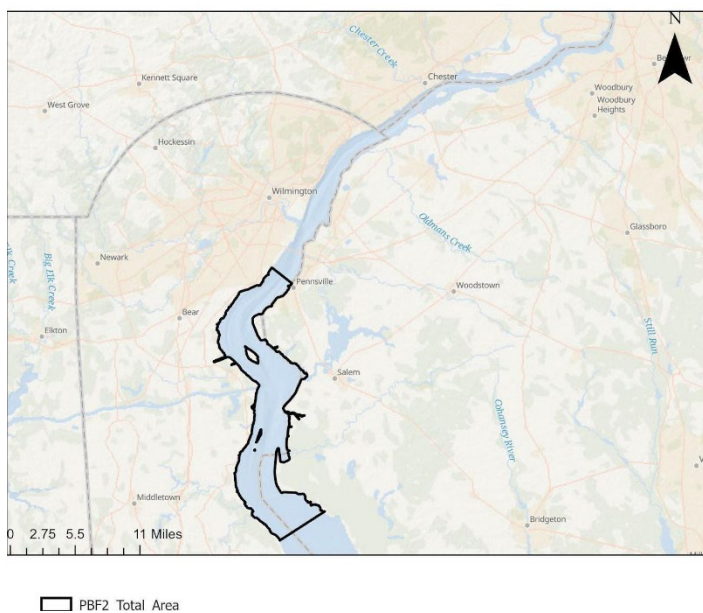 N
Chester Creek
Chester
Kennett Square
West Grove
Woodbury
Woodbury
Heights
Hockessin
Wilmington
Oldmans Creek
Glassboro
Newark
Big Elk Creek
Pennsville
Woodstown
Bear
Elkton
Still Run
Salem
Cohansey River
Middletown
Bridgeton
0 2.75 5.5 11 Miles
PBF2 Total Area